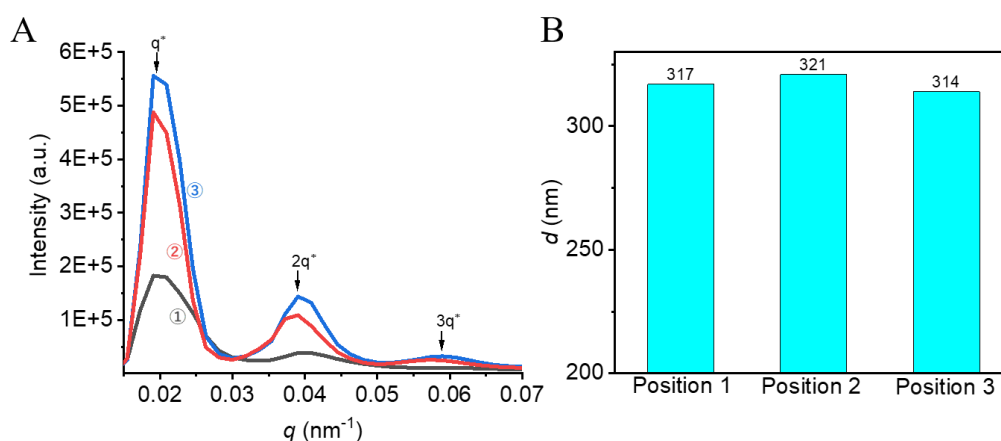 A
q*
2q*
3q*
③
②
①
6E+5
5E+5
4E+5
3E+5
2E+5
1E+5
Intensity (a.u.)
0.02 0.03 0.04 0.05 0.06 0.07
q (nm⁻¹)
B
317 321 314
300
250
200
d (nm)
Position 1 Position 2 Position 3